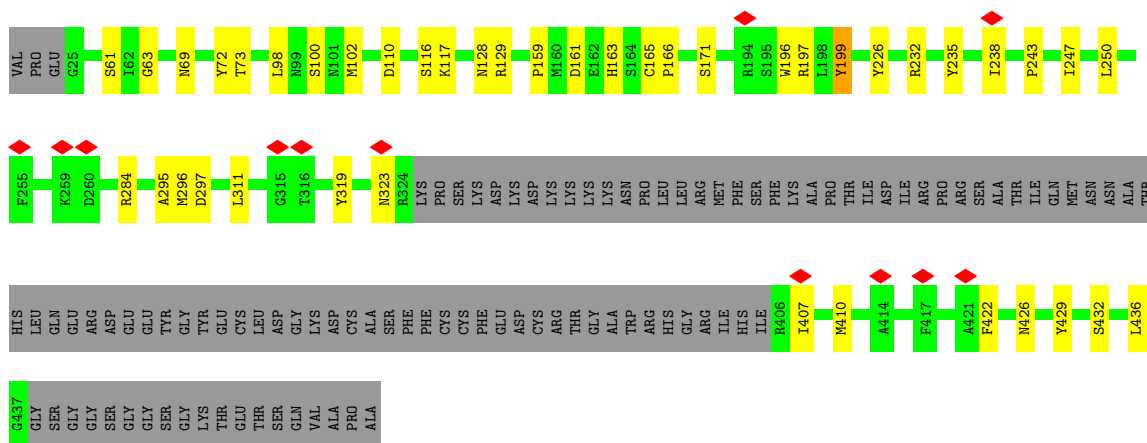 VAL PRO GLU G25 S61 I62 G63 N69 Y72 T73 L98 N99 S100 N101 M102 D110 S116 K117 N128 R129 P159 M160 D161 E162 H163 S164 C165 P166 S171 R194 S195 W196 R197 L198 Y199 Y226 R232 Y235 I238 P243 I247 L250
F255 K259 D260 R284 A295 M296 D297 L311 G315 T316 Y319 N323 R324 LYS PRO SER LYS ASP LYS ASP LYS LYS LYS LYS ASN PRO LEU LEU ARG MET PHE SER PHE LYS ALA PRO THR ILE ASP ILE ARG PRO ARG SER ALA THR ILE GLN MET ASN ASN ALA THR
HIS LEU GLN GLU ARG ASP GLU GLU TYR GLY TYR GLU CYS LEU ASP GLY LYS ASP CYS ALA SER PHE PHE CYS CYS PHE GLU ASP CYS ARG THR GLY ALA TRP ARG HIS GLY ARG ILE HIS ILE R406 I407 M410 A414 F417 A421 F422 N426 Y429 S432 L436
G437 GLY SER GLY GLY SER GLY GLY SER GLY LYS THR GLU THR SER GLN VAL ALA PRO ALA